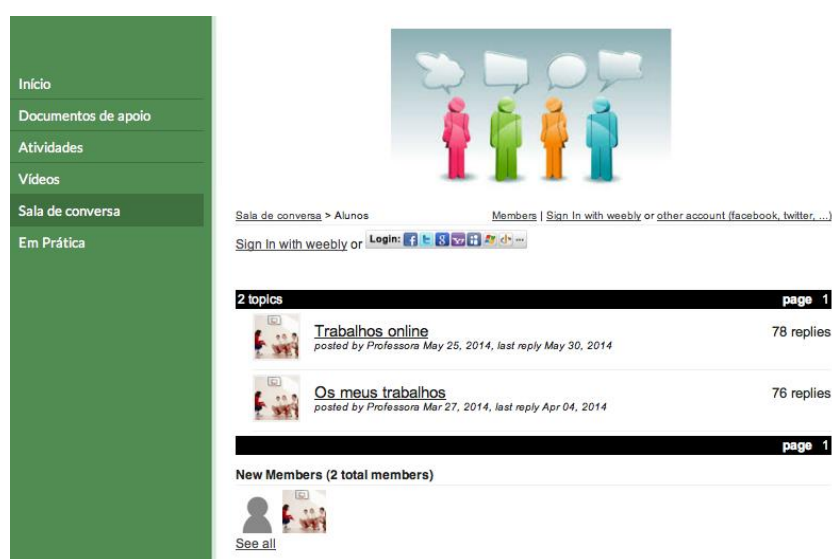 Início
Documentos de apoio
Atividades
Vídeos
Sala de conversa
Em Prática
Sala de conversa > Alunos
Members | Sign In with weebly or other account (facebook, twitter, ...)
Sign In with weebly or Login:
2 topics page 1
Trabalhos online 78 replies
posted by Professora May 25, 2014, last reply May 30, 2014
Os meus trabalhos 76 replies
posted by Professora Mar 27, 2014, last reply Apr 04, 2014
page 1
New Members (2 total members)
See all